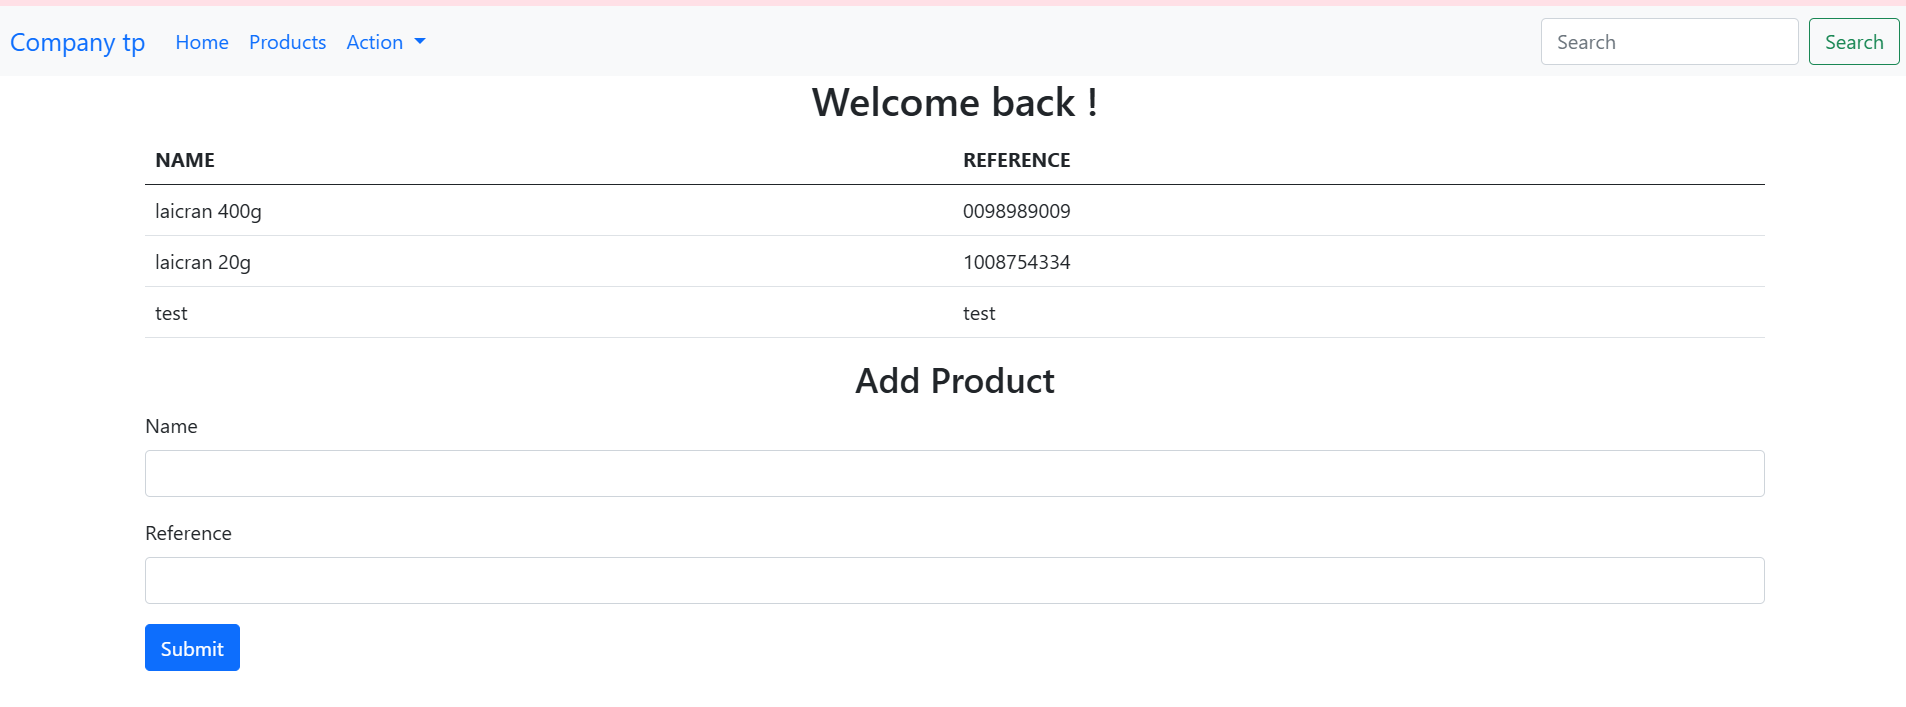 Company tp Home Products Action Search Search
Welcome back !
NAME REFERENCE
laicran 400g 0098989009
laicran 20g 1008754334
test test
Add Product
Name
Reference
Submit